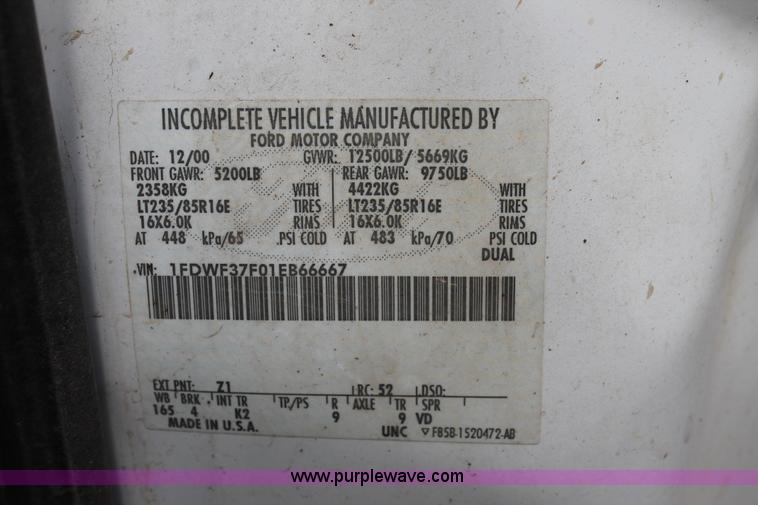 INCOMPLETE VEHICLE MANUFACTURED BY
FORD MOTOR COMPANY
DATE: 12/00 GVWR: 12500LB/ 5669KG
FRONT GAWR: 5200LB REAR GAWR: 9750LB
2358KG WITH 4422KG WITH
LT235/85R16E TIRES LT235/85R16E TIRES
16X6.0K RIMS 16X6.0K RIMS
AT 448 kPa/65 PSI COLD AT 483 kPa/70 PSI COLD
DUAL
VIN: 1FDWF37F01EB66667
EXT PNT: Z1 RC: 52 DSO:
WB BRK INT TR TP/PS R AXLE TR SPR
165 4 K2 9 9 VD
MADE IN U.S.A. UNC ▽ F85B-1520472-AB
www.purplewave.com